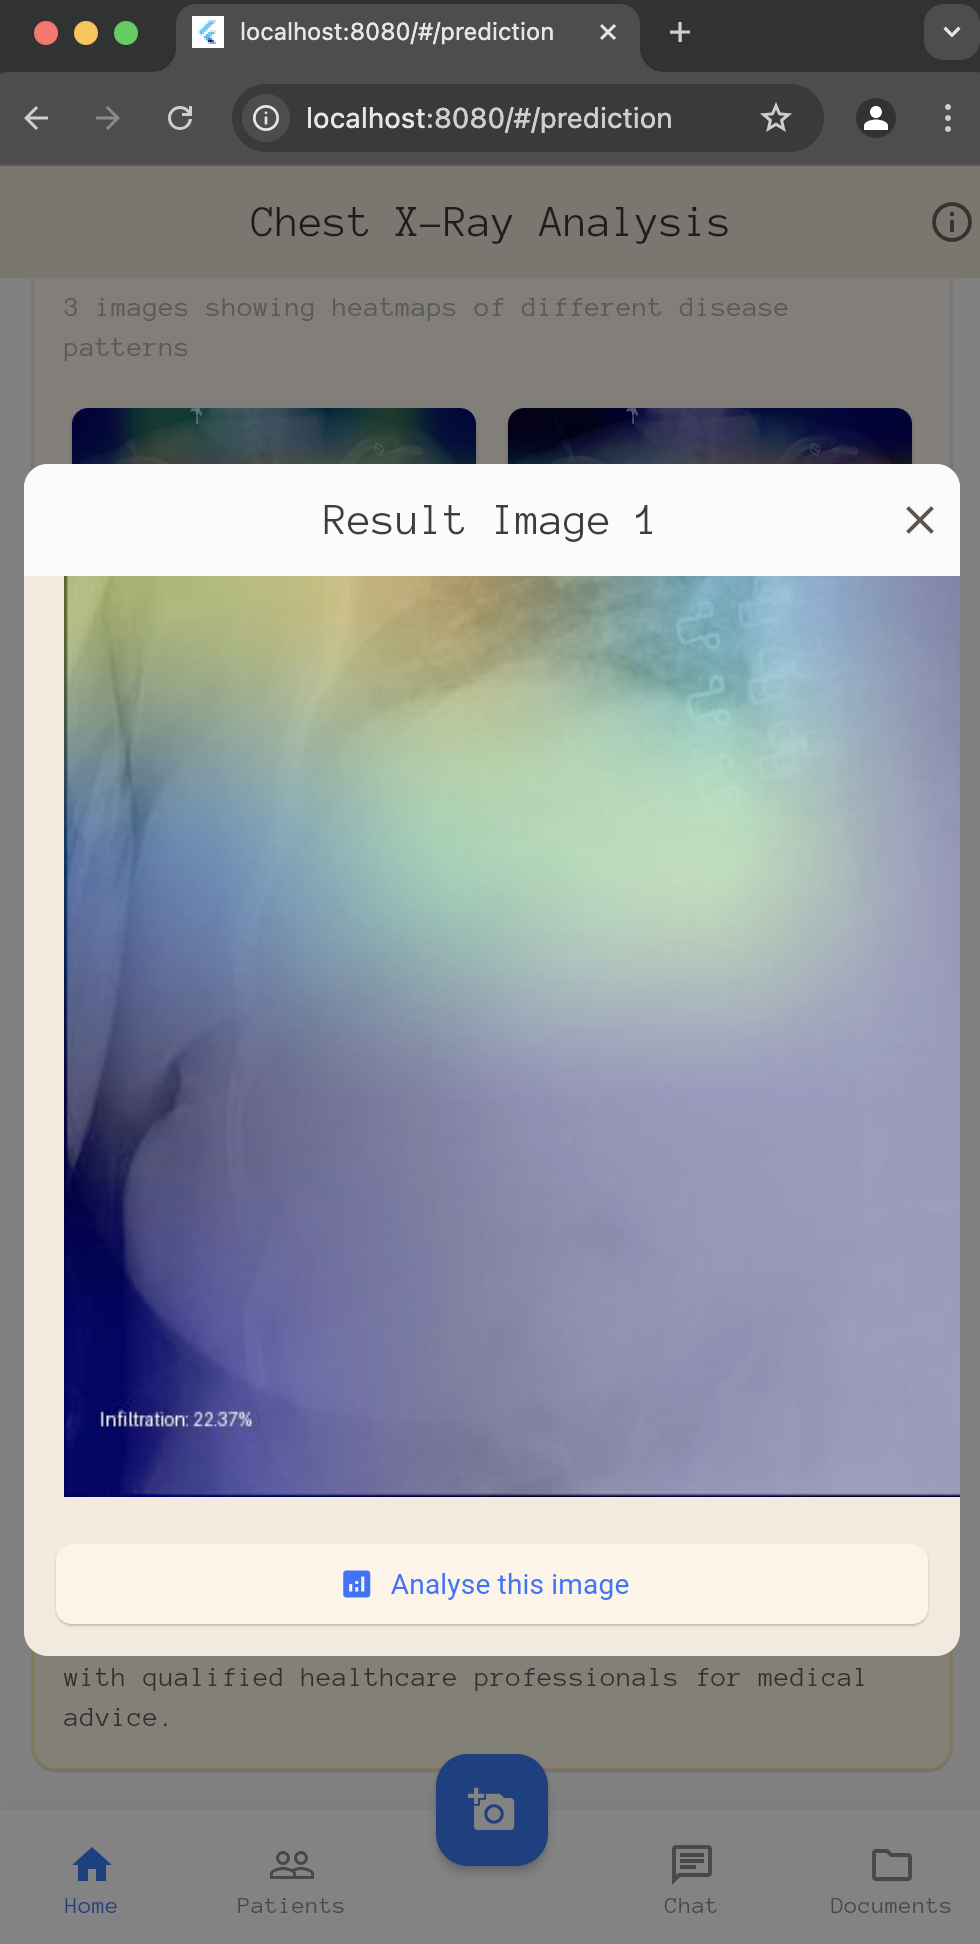 localhost:8080/#/prediction
localhost:8080/#/prediction
Chest X-Ray Analysis
3 images showing heatmaps of different disease
patterns
Result Image 1
Infiltration: 22.37%
Analyse this image
with qualified healthcare professionals for medical
advice.
Home
Patients
Chat
Documents